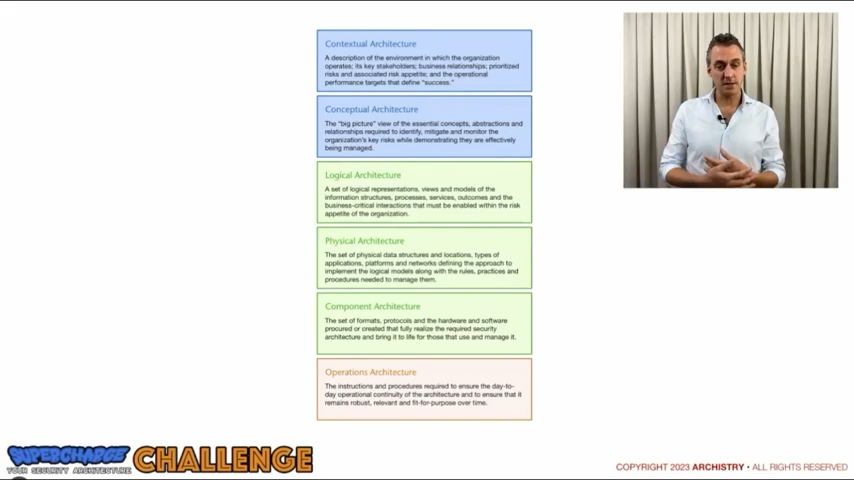 Contextual Architecture
A description of the environment in which the organization
operates; its key stakeholders; business relationships; prioritized
risks and associated risk appetite; and the operational
performance targets that define "success."
Conceptual Architecture
The "big picture" view of the essential concepts, abstractions and
relationships required to identify, mitigate and monitor the
organization's key risks while demonstrating they are effectively
being managed.
Logical Architecture
A set of logical representations, views and models of the
information structures, processes, services, outcomes and the
business-critical interactions that must be enabled within the risk
appetite of the organization.
Physical Architecture
The set of physical data structures and locations, types of
applications, platforms and networks defining the approach to
implement the logical models along with the rules, practices and
procedures needed to manage them.
Component Architecture
The set of formats, protocols and the hardware and software
procured or created that fully realize the required security
architecture and bring it to life for those that use and manage it.
Operations Architecture
The instructions and procedures required to ensure the day-to-
day operational continuity of the architecture and to ensure that it
remains robust, relevant and fit-for-purpose over time.
SUPERCHARGE
YOUR SECURITY ARCHITECTURE
CHALLENGE
COPYRIGHT 2023 ARCHISTRY • ALL RIGHTS RESERVED